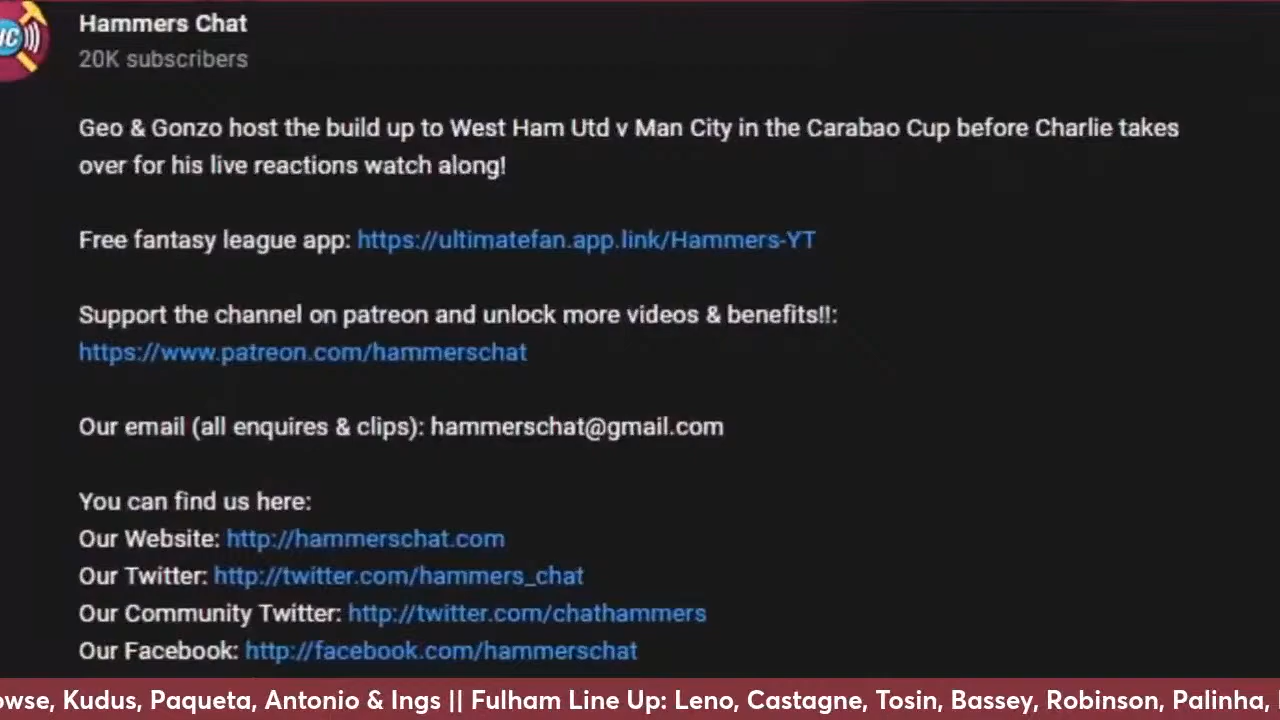 Hammers Chat
20K subscribers
Geo & Gonzo host the build up to West Ham Utd v Man City in the Carabao Cup before Charlie takes
over for his live reactions watch along!
Free fantasy league app: https://ultimatefan.app.link/Hammers-YT
Support the channel on patreon and unlock more videos & benefits!!:
https://www.patreon.com/hammerschat
Our email (all enquires & clips): hammerschat@gmail.com
You can find us here:
Our Website: http://hammerschat.com
Our Twitter: http://twitter.com/hammers_chat
Our Community Twitter: http://twitter.com/chathammers
Our Facebook: http://facebook.com/hammerschat
Kudus, Paqueta, Antonio & Ings || Fulham Line Up: Leno, Castagne, Tosin, Bassey, Robinson, Palinha,